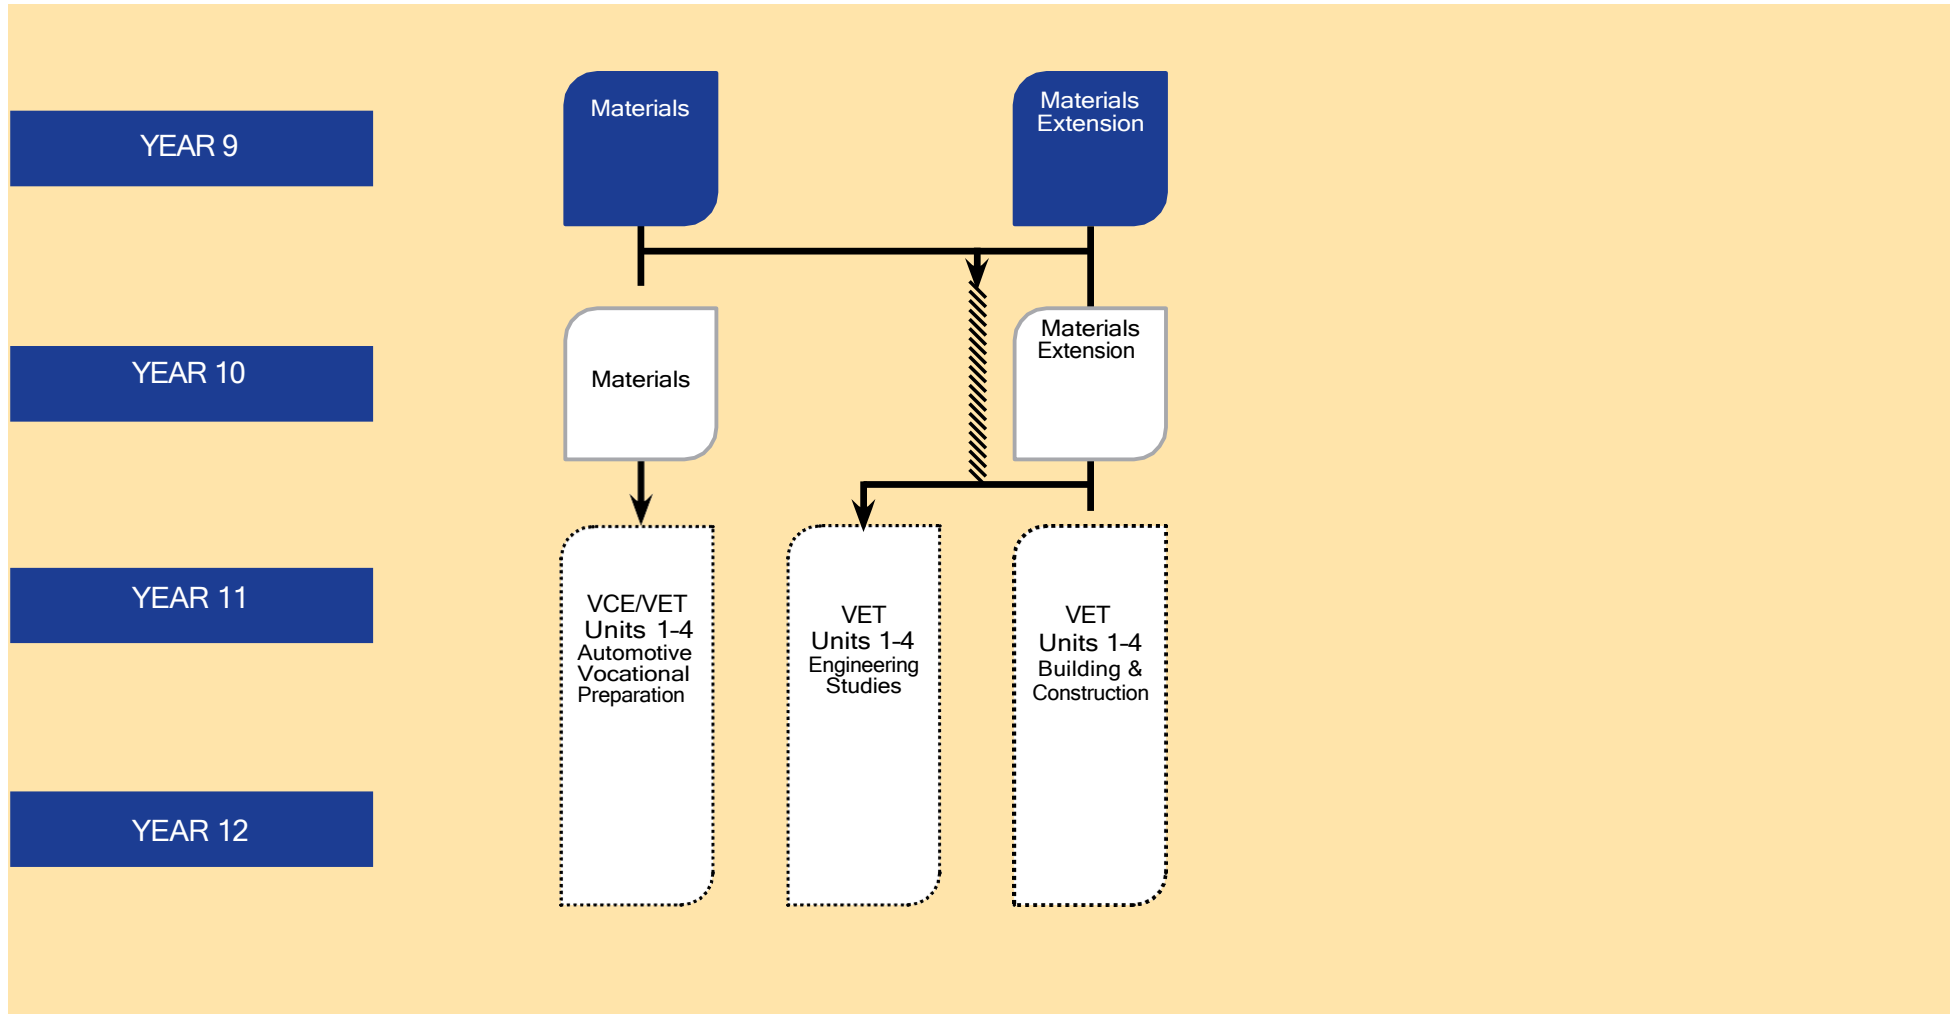 YEAR 9
Materials
Materials
Extension
YEAR 10
Materials
Materials
Extension
YEAR 11
VCE/VET
Units 1-4
Automotive
Vocational
Preparation
VET
Units 1-4
Engineering
Studies
VET
Units 1-4
Building &
Construction
YEAR 12